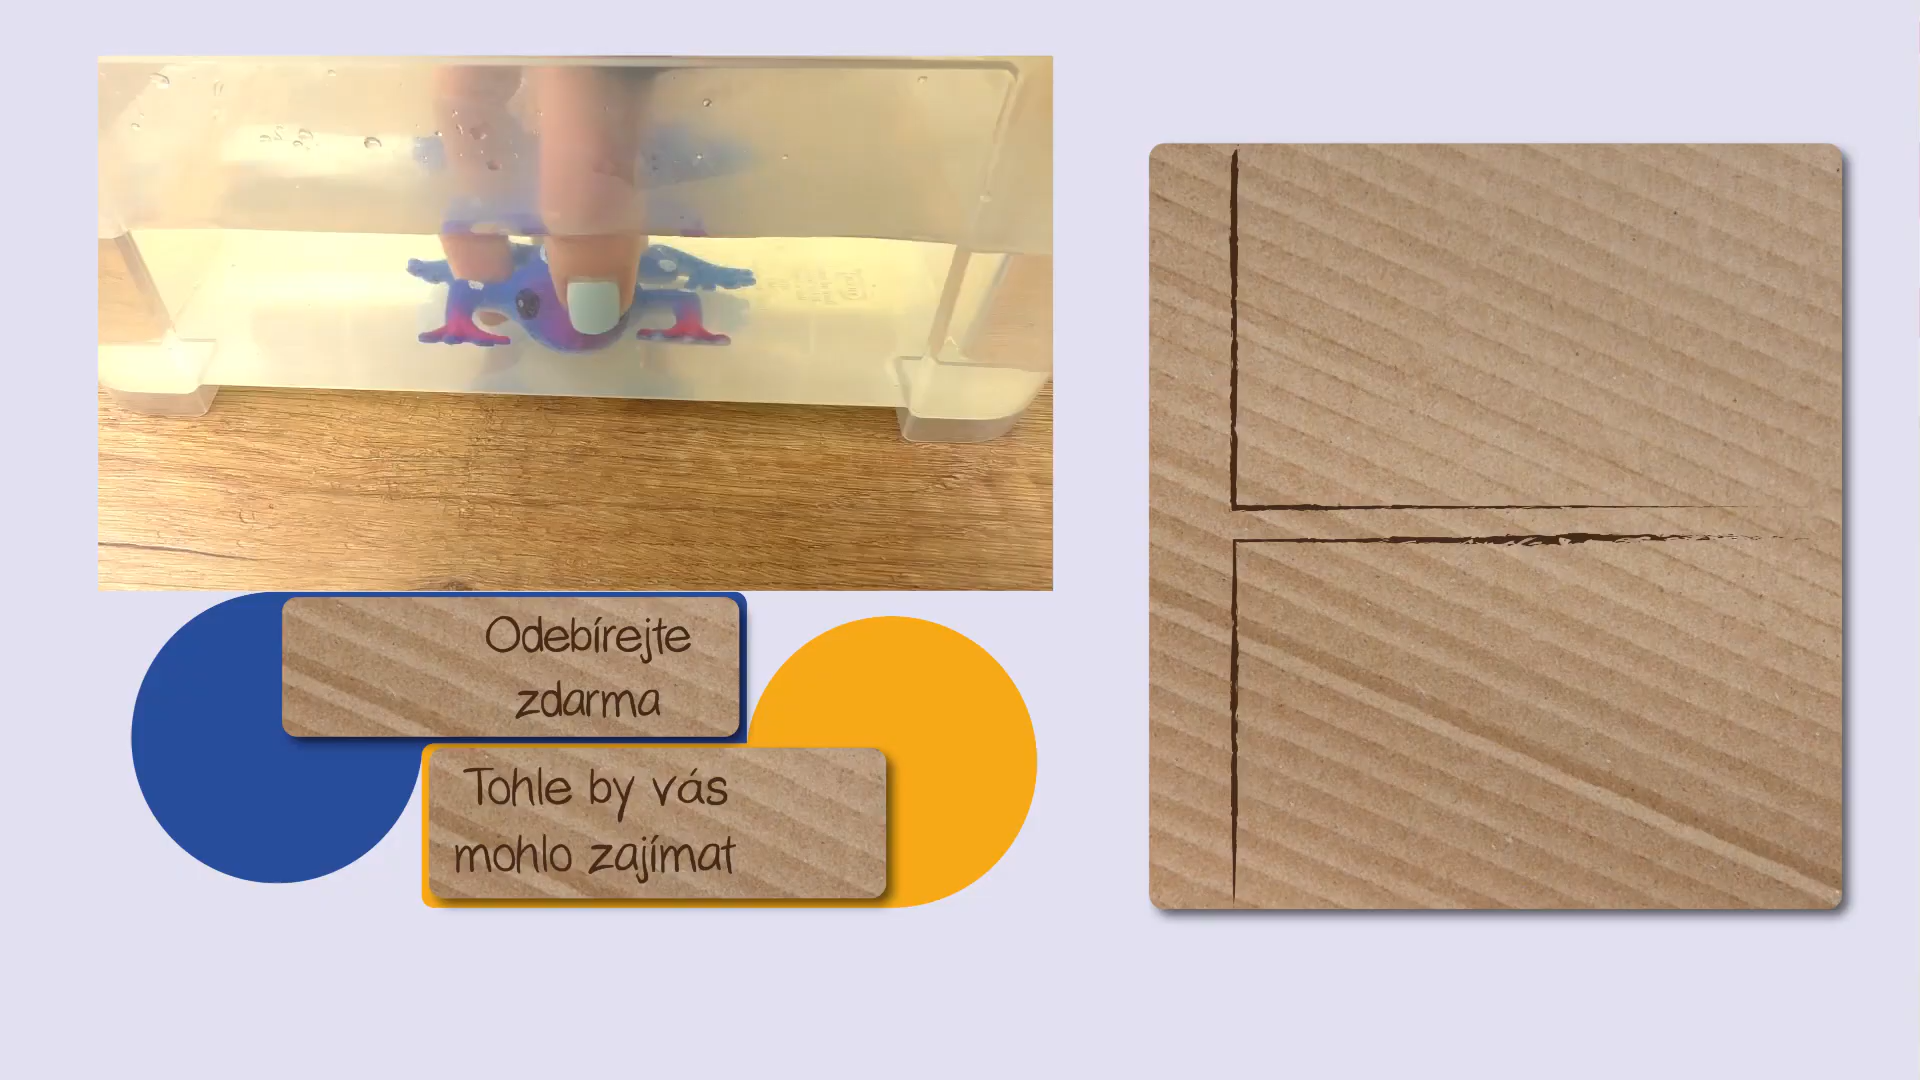 Odebírejte
zdarma
Tohle by vás
mohlo zajímat